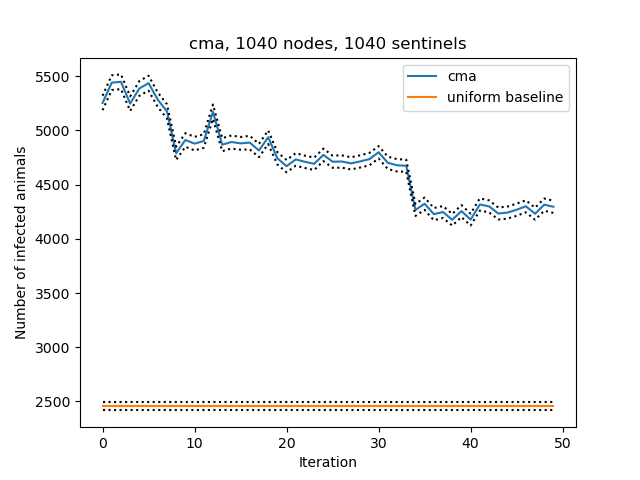 cma, 1040 nodes, 1040 sentinels
cma
uniform baseline
Number of infected animals
5500
5000
4500
4000
3500
3000
2500
0 10 20 30 40 50
Iteration